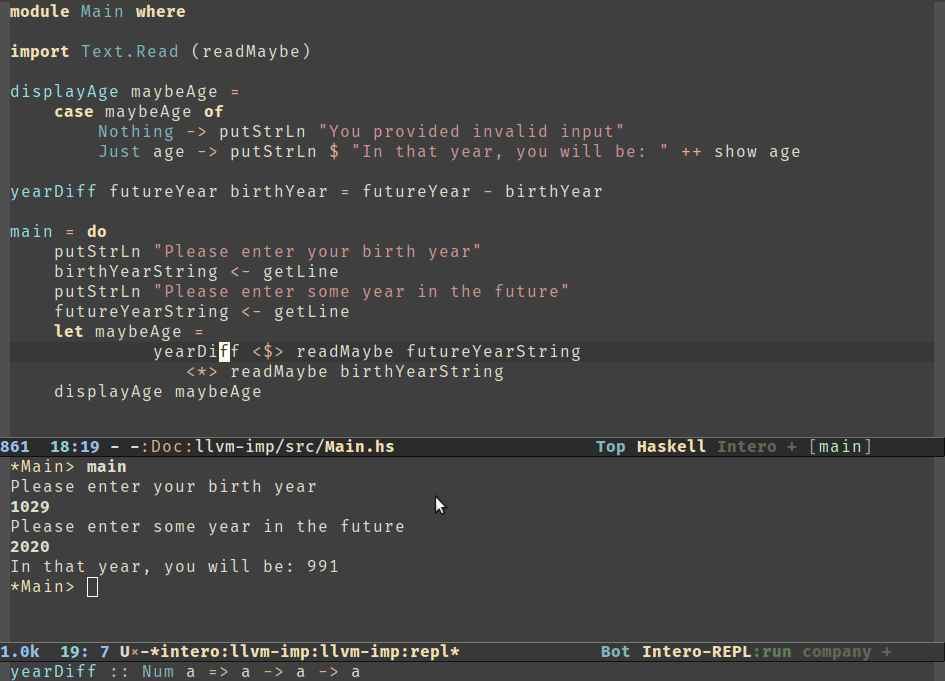 module Main where
import Text.Read (readMaybe)
displayAge maybeAge =
case maybeAge of
Nothing -> putStrLn "You provided invalid input"
Just age -> putStrLn $ "In that year, you will be: " ++ show age
yearDiff futureYear birthYear = futureYear - birthYear
main = do
putStrLn "Please enter your birth year"
birthYearString <- getLine
putStrLn "Please enter some year in the future"
futureYearString <- getLine
let maybeAge =
yearDiff <$> readMaybe futureYearString
<*> readMaybe birthYearString
displayAge maybeAge
861 18:19 - -:Doc:llvm-imp/src/Main.hs Top Haskell Intero + [main]
*Main> main
Please enter your birth year
1029
Please enter some year in the future
2020
In that year, you will be: 991
*Main>
1.0k 19: 7 U×-*intero:llvm-imp:llvm-imp:repl* Bot Intero-REPL:run company +
yearDiff :: Num a => a -> a -> a